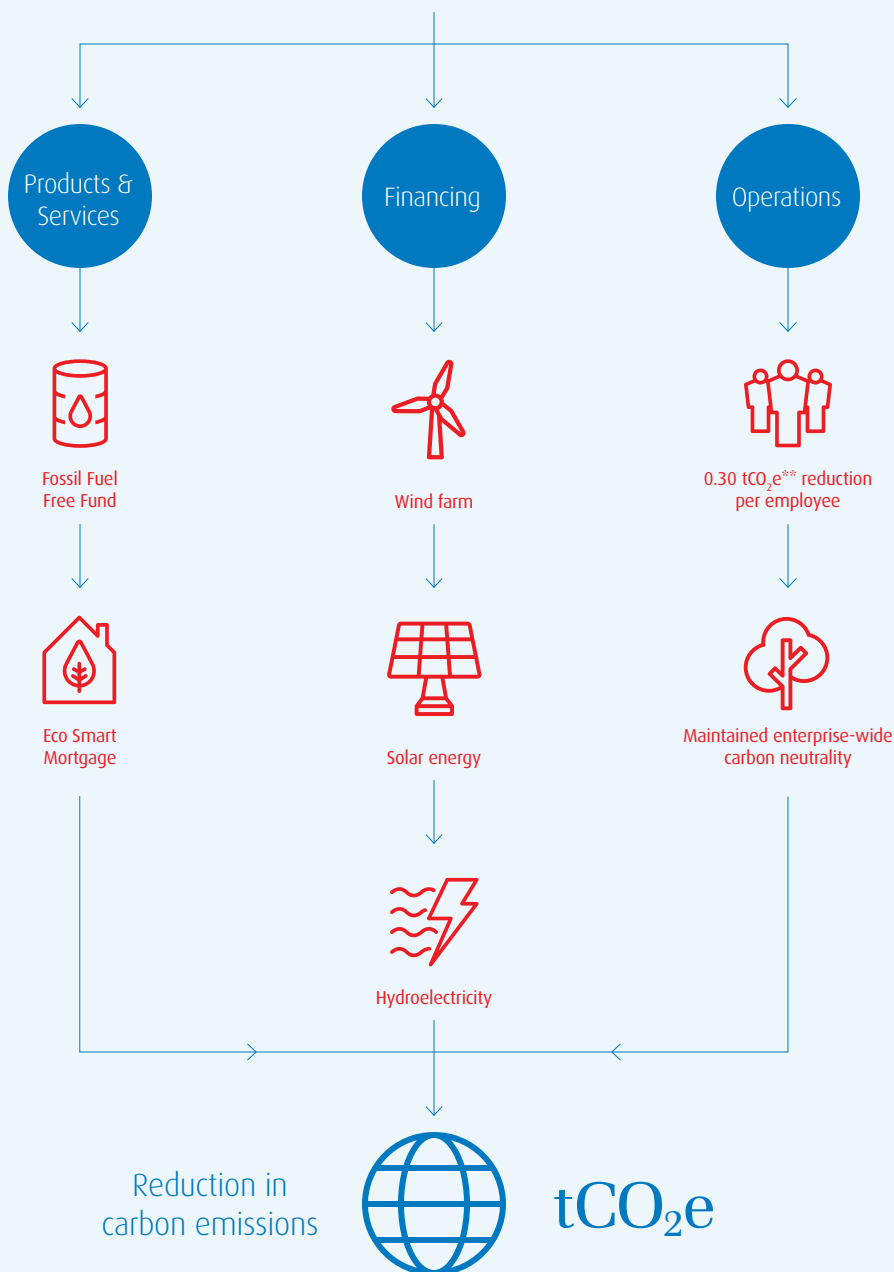 Products &
Services
Financing
Operations
Fossil Fuel
Free Fund
Wind farm
0.30 tCO₂e** reduction
per employee
Eco Smart
Mortgage
Solar energy
Maintained enterprise-wide
carbon neutrality
Hydroelectricity
Reduction in
carbon emissions
tCO₂e